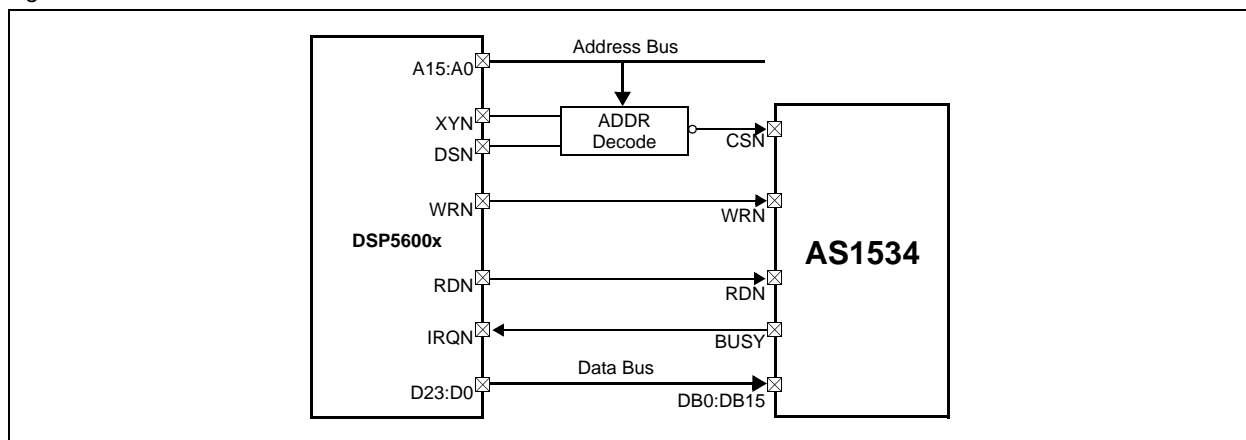 Address Bus
A15:A0
XYN
DSN
ADDR
Decode
CSN
WRN
WRN
DSP5600x
AS1534
RDN
RDN
IRQN
BUSY
Data Bus
D23:D0
DB0:DB15